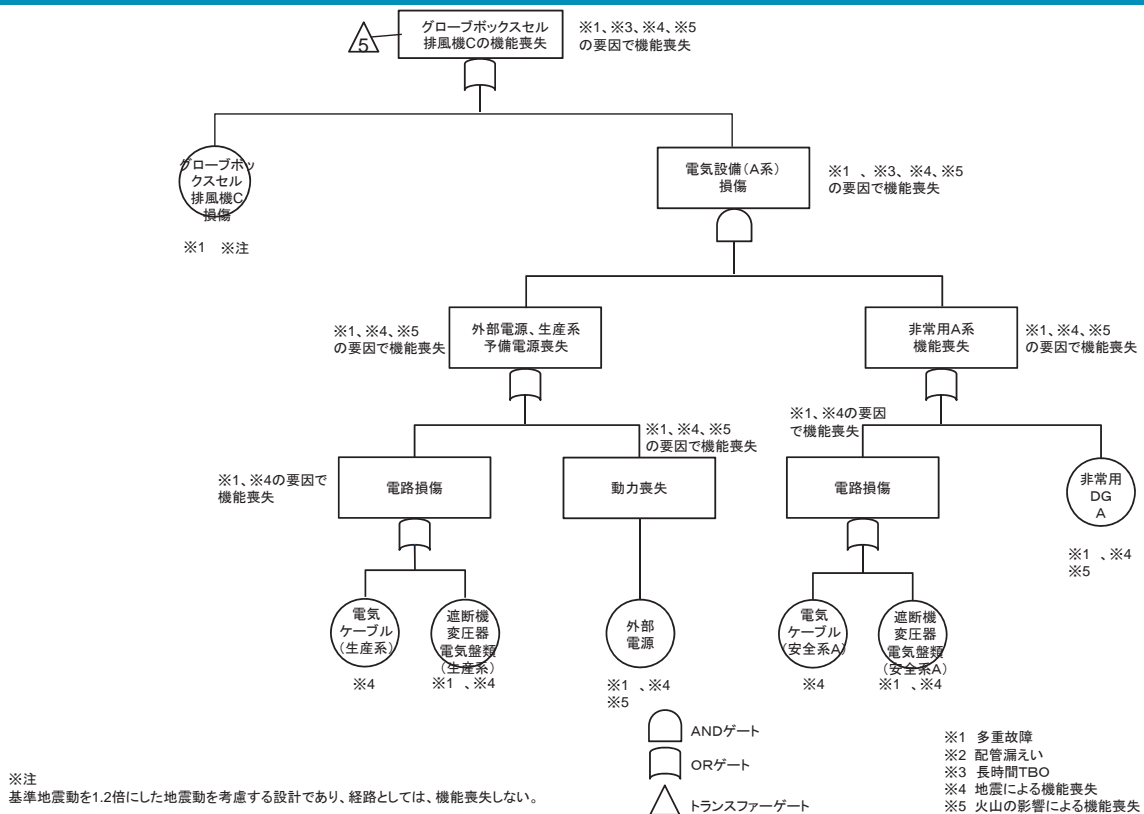 グローブボックスセル
排風機Cの機能喪失
※1、※3、※4、※5
の要因で機能喪失
5
グローブボッ
クスセル
排風機C
損傷
※1 ※注
電気設備(A系)
損傷
※1 、※3、※4、※5
の要因で機能喪失
※1、※4、※5
の要因で機能喪失
外部電源、生産系
予備電源喪失
非常用A系
機能喪失
※1、※4、※5
の要因で機能喪失
※1、※4の要因で
機能喪失
電路損傷
※1、※4、※5
の要因で機能喪失
動力喪失
※1、※4の要因
で機能喪失
電路損傷
非常用
DG
A
※1 、※4
※5
電気
ケーブル
(生産系)
※4
遮断機
変圧器
電気盤類
(生産系)
※1 、※4
外部
電源
※1 、※4
※5
電気
ケーブル
(安全系A)
※4
遮断機
変圧器
電気盤類
(安全系A)
※1 、※4
ANDゲート
ORゲート
トランスファーゲート
※1 多重故障
※2 配管漏えい
※3 長時間TBO
※4 地震による機能喪失
※5 火山の影響による機能喪失
※注
基準地震動を1.2倍にした地震動を考慮する設計であり、経路としては、機能喪失しない。